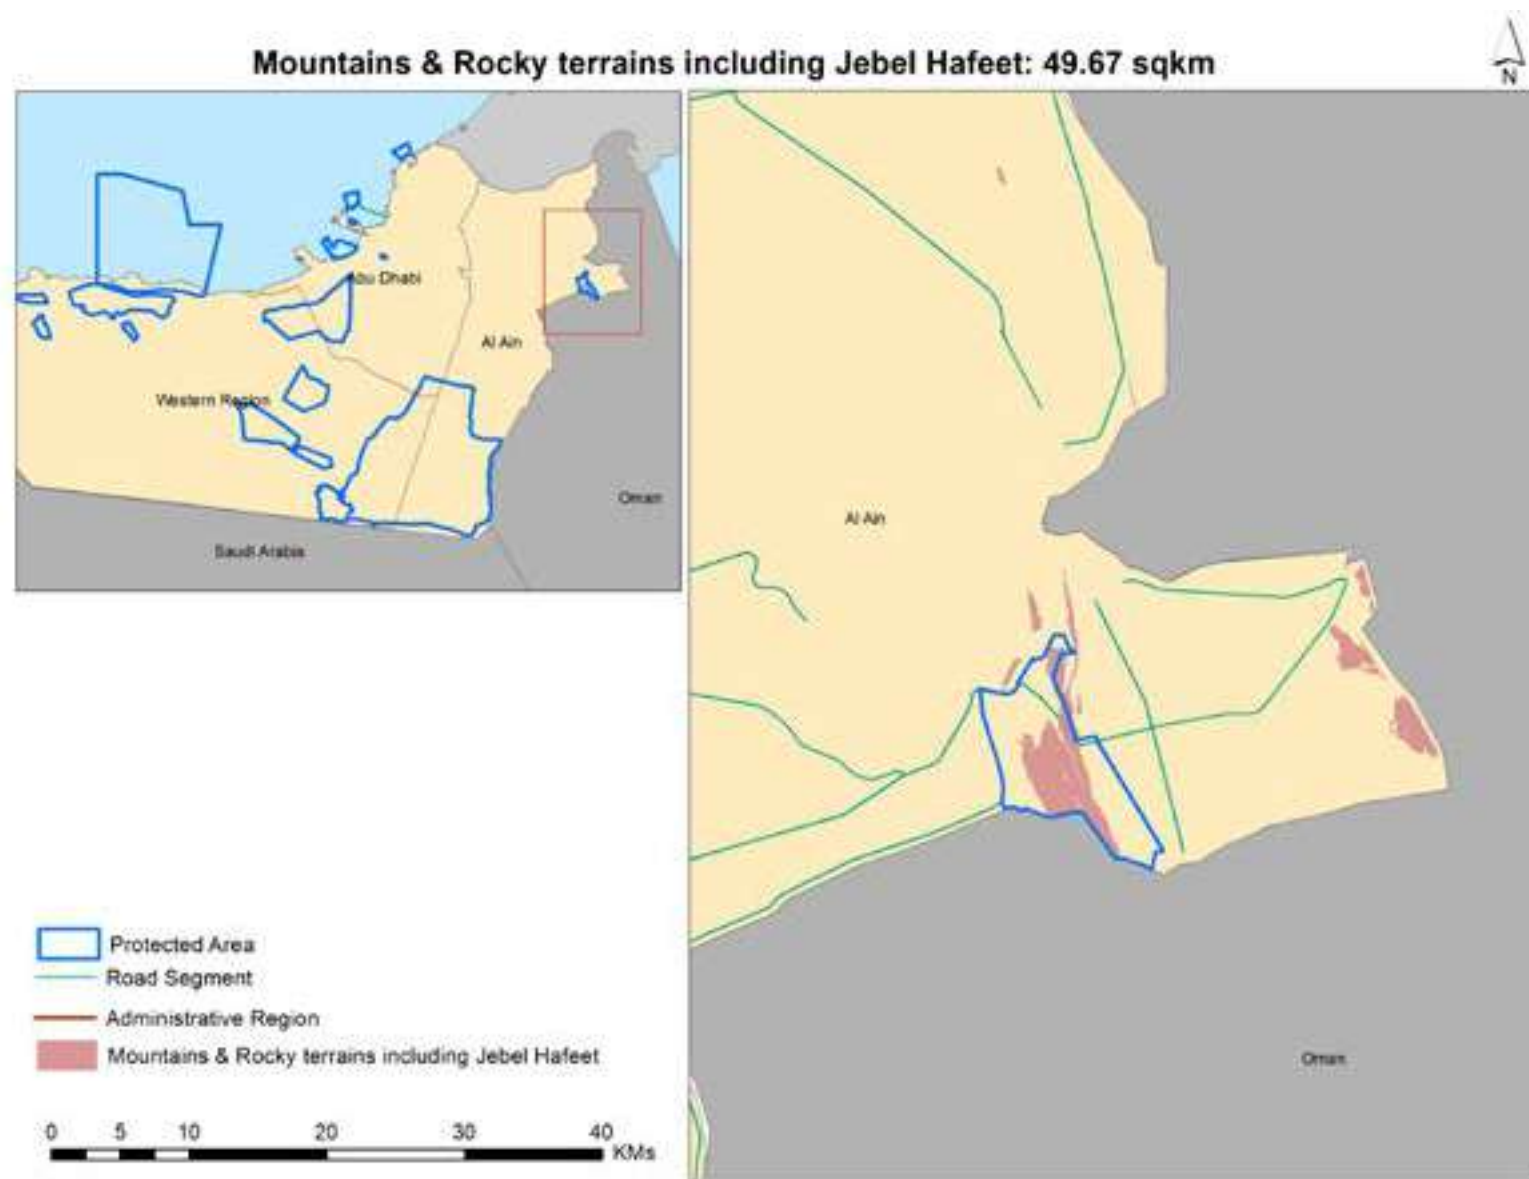 Mountains & Rocky terrains including Jebel Hafeet: 49.67 sqkm
N
Abu Dhabi
Al Ain
Western Region
Oman
Saudi Arabia
Al Ain
Oman
Protected Area
Road Segment
Administrative Region
Mountains & Rocky terrains including Jebel Hafeet
0 5 10 20 30 40
KMs